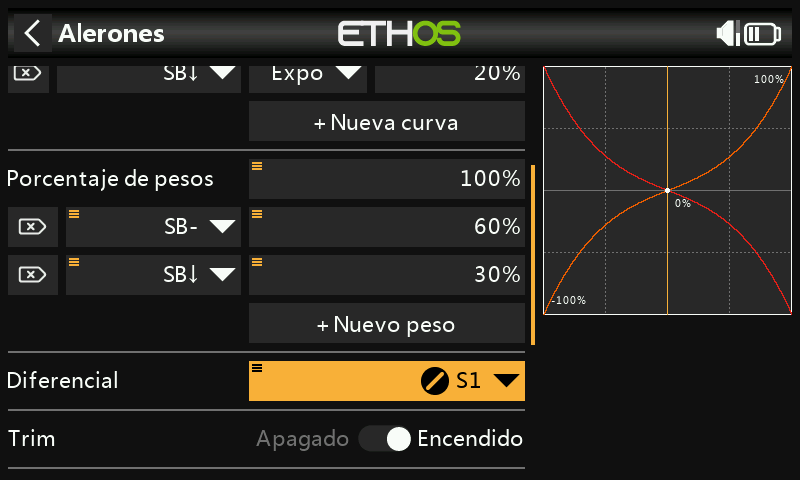 Alerones
ETHOS
SB↓ Expo 20%
+ Nueva curva
Porcentaje de pesos 100%
SB- 60%
SB↓ 30%
+ Nuevo peso
Diferencial S1
Trim Apagado Encendido
100%
0%
-100%